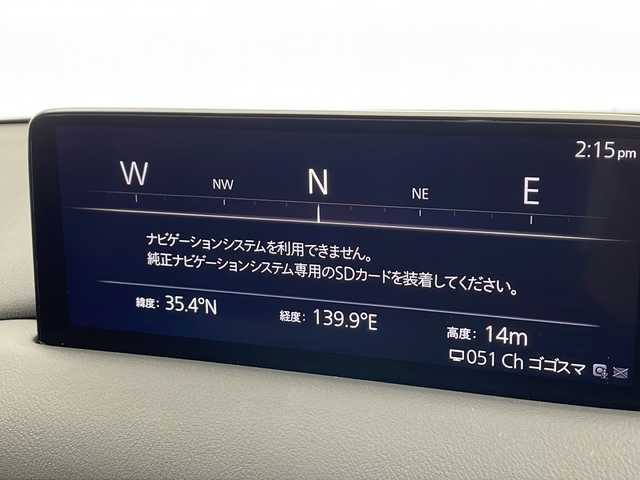 2:15pm
W NW N NE E
ナビゲーションシステムを利用できません。
純正ナビゲーションシステム専用のSDカードを装着してください。
緯度: 35.4°N 経度: 139.9°E 高度: 14m
051 Ch ゴゴスマ